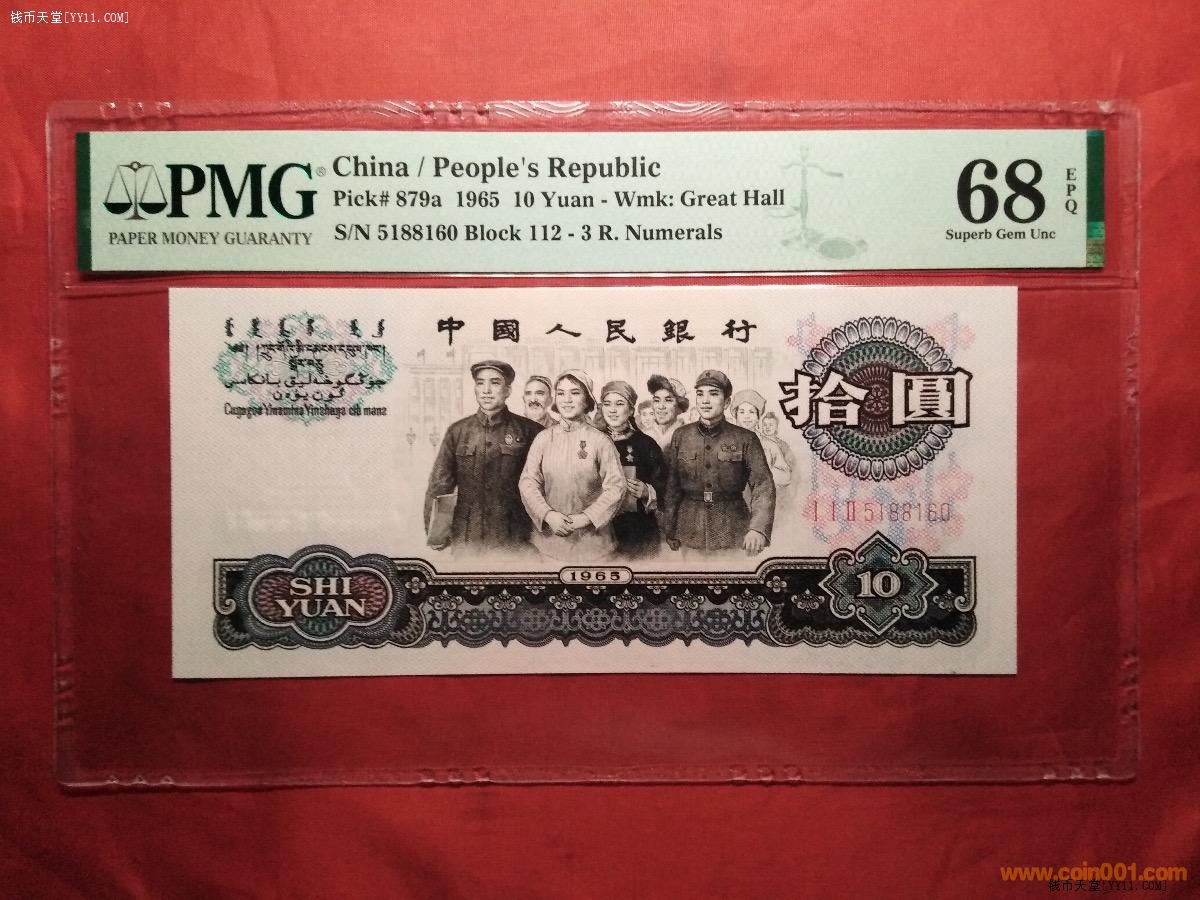 钱币天堂[YY11.COM]
PMG®
PAPER MONEY GUARANTY
China / People's Republic
Pick# 879a 1965 10 Yuan - Wmk: Great Hall
S/N 5188160 Block 112 - 3 R. Numerals
68
EPQ
Superb Gem Unc
中國人民銀行
拾圓
I I II 5188160
1965
SHI
YUAN
10
www.coin001.com
钱币天堂[YY11.COM]